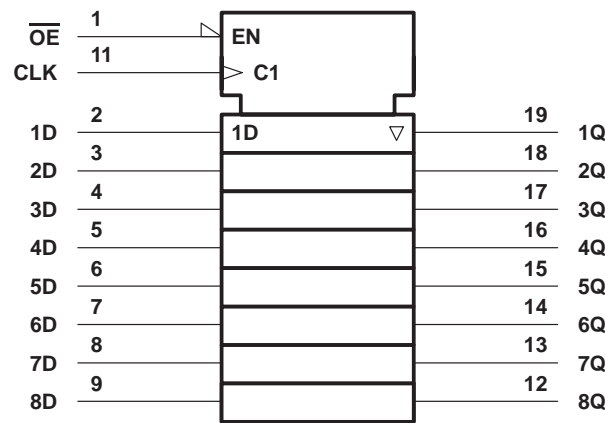 O̅E̅ 1 EN
CLK 11 C1
1D 2 1D 19 1Q
2D 3 18 2Q
3D 4 17 3Q
4D 5 16 4Q
5D 6 15 5Q
6D 7 14 6Q
7D 8 13 7Q
8D 9 12 8Q